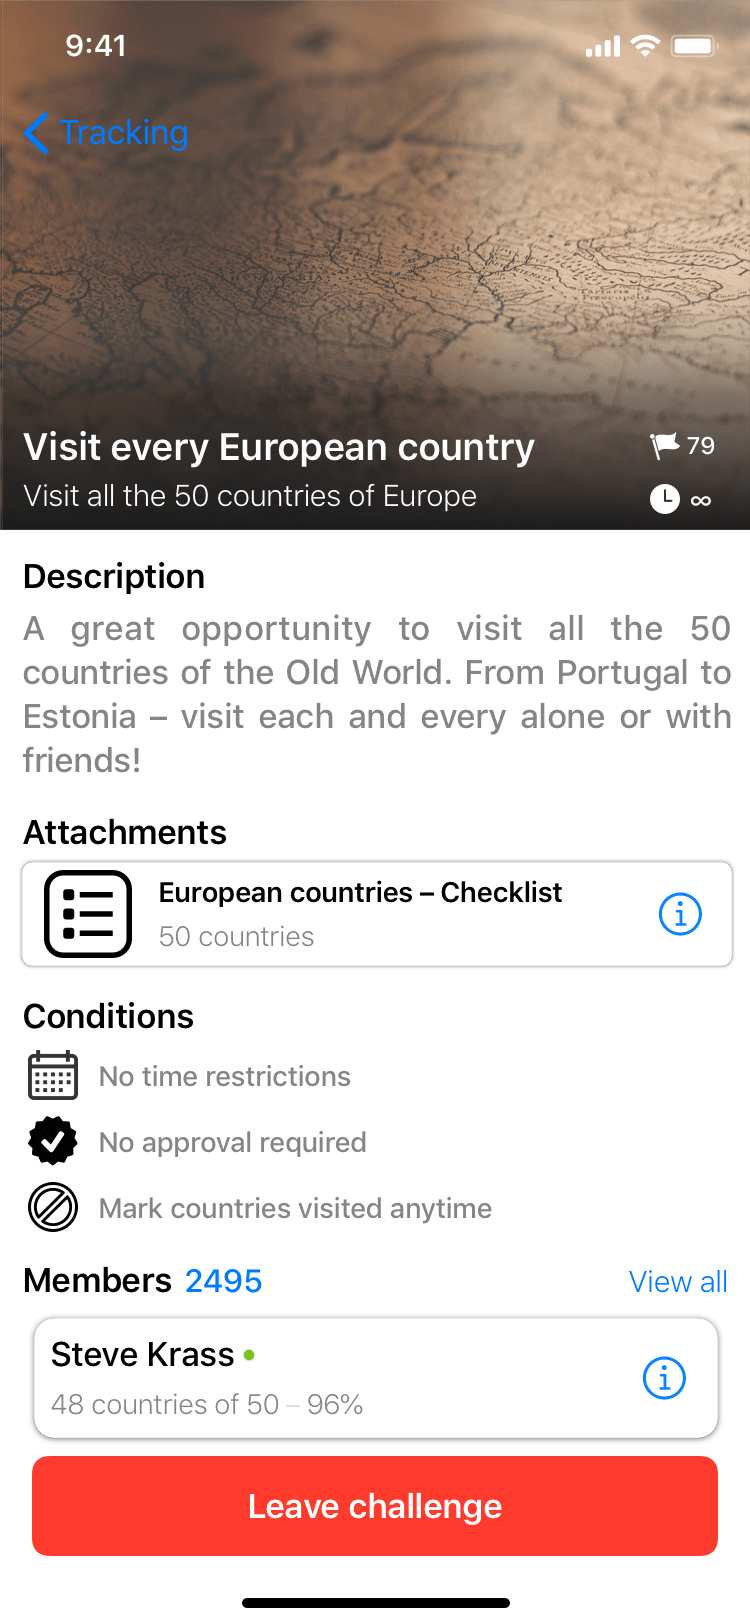 9:41
Tracking
Visit every European country
79
Visit all the 50 countries of Europe
∞
Description
A great opportunity to visit all the 50
countries of the Old World. From Portugal to
Estonia – visit each and every alone or with
friends!
Attachments
European countries – Checklist
50 countries
Conditions
No time restrictions
No approval required
Mark countries visited anytime
Members 2495
View all
Steve Krass
48 countries of 50 – 96%
Leave challenge